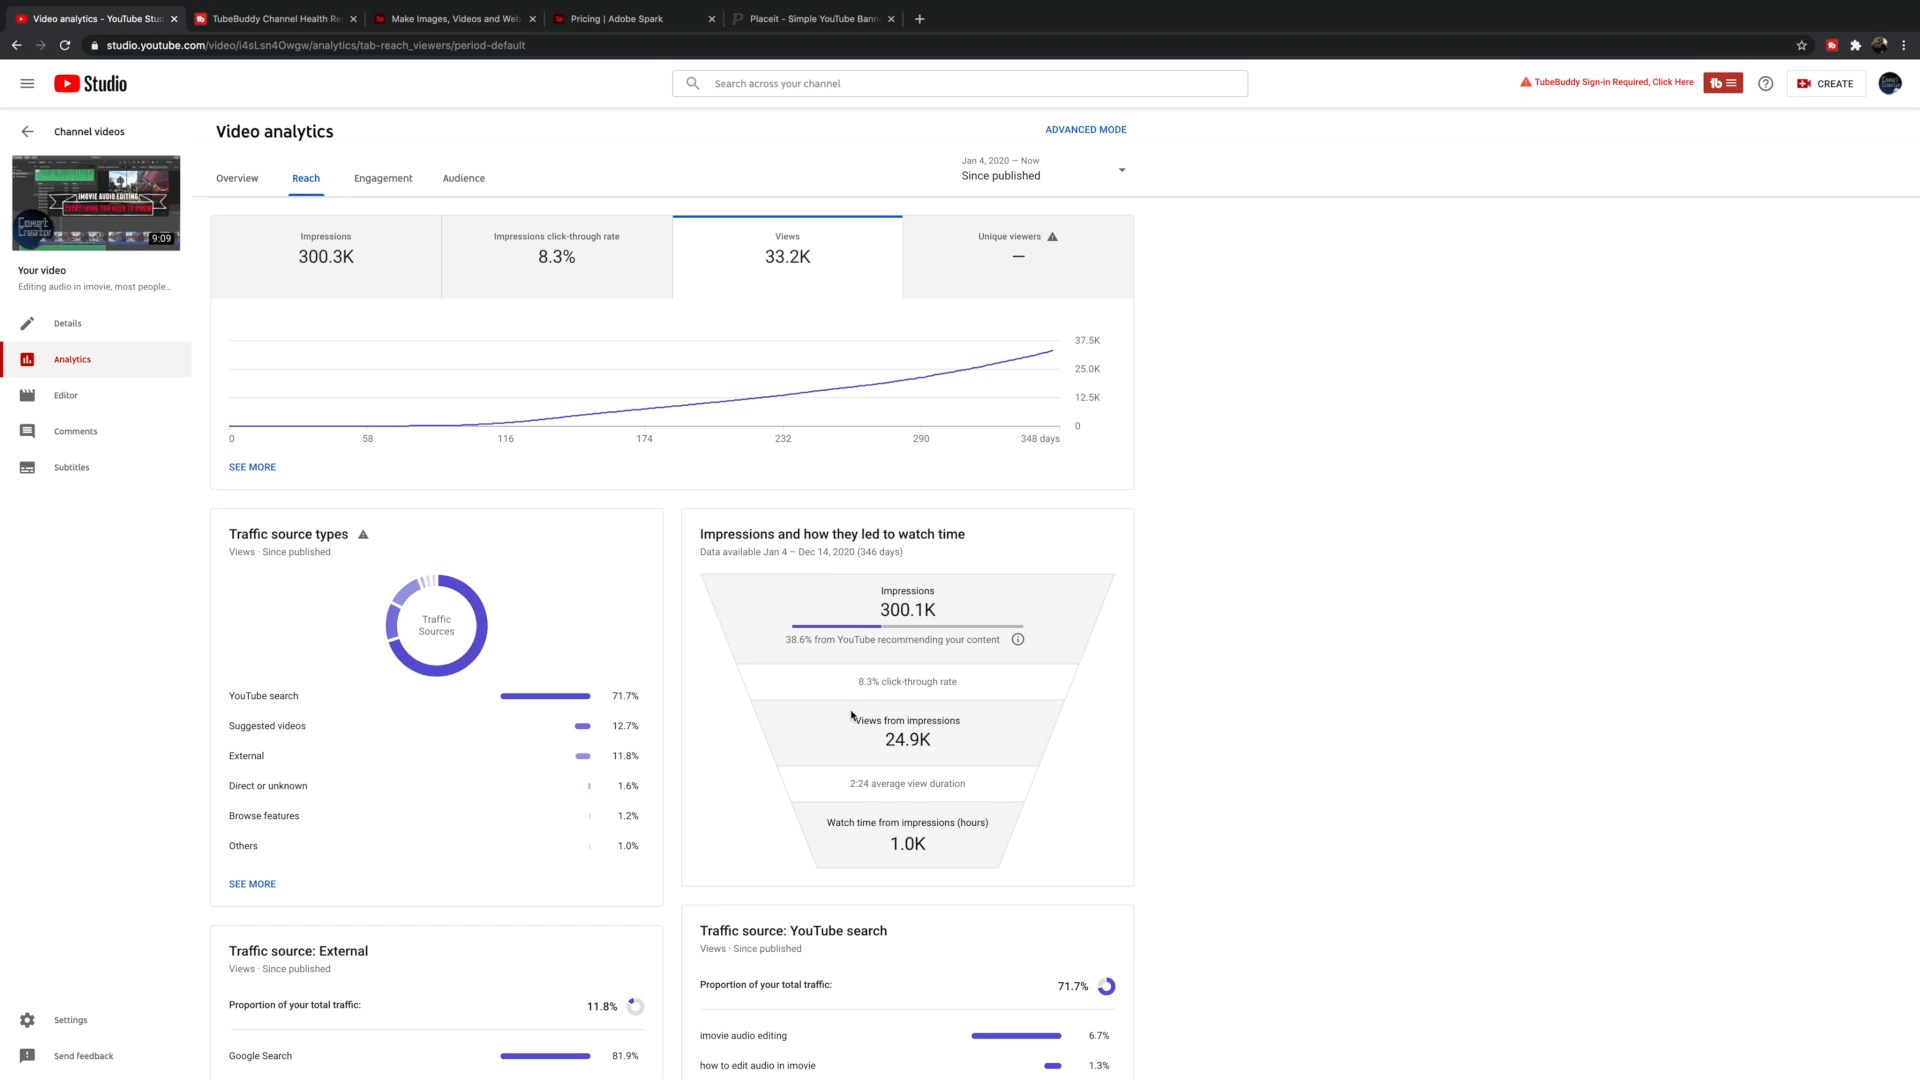 Video analytics - YouTube Stud
TubeBuddy Channel Health Re
Make Images, Videos and Web
Pricing | Adobe Spark
Placeit - Simple YouTube Bann
studio.youtube.com/video/i4sLsn4Owgw/analytics/tab-reach_viewers/period-default
Studio
Search across your channel
TubeBuddy Sign-in Required, Click Here
CREATE
Channel videos
Video analytics
ADVANCED MODE
Overview
Reach
Engagement
Audience
Jan 4, 2020 – Now
Since published
IMOVIE AUDIO EDITING
EVERYTHING YOU NEED TO KNOW
Comet
Creator
9:09
Your video
Editing audio in imovie, most people...
Details
Analytics
Editor
Comments
Subtitles
Settings
Send feedback
Impressions
300.3K
Impressions click-through rate
8.3%
Views
33.2K
Unique viewers
—
37.5K
25.0K
12.5K
0
0 58 116 174 232 290 348 days
SEE MORE
Traffic source types
Views · Since published
Traffic
Sources
YouTube search 71.7%
Suggested videos 12.7%
External 11.8%
Direct or unknown 1.6%
Browse features 1.2%
Others 1.0%
SEE MORE
Impressions and how they led to watch time
Data available Jan 4 – Dec 14, 2020 (346 days)
Impressions
300.1K
38.6% from YouTube recommending your content
8.3% click-through rate
Views from impressions
24.9K
2:24 average view duration
Watch time from impressions (hours)
1.0K
Traffic source: External
Views · Since published
Proportion of your total traffic: 11.8%
Google Search 81.9%
Traffic source: YouTube search
Views · Since published
Proportion of your total traffic: 71.7%
imovie audio editing 6.7%
how to edit audio in imovie 1.3%